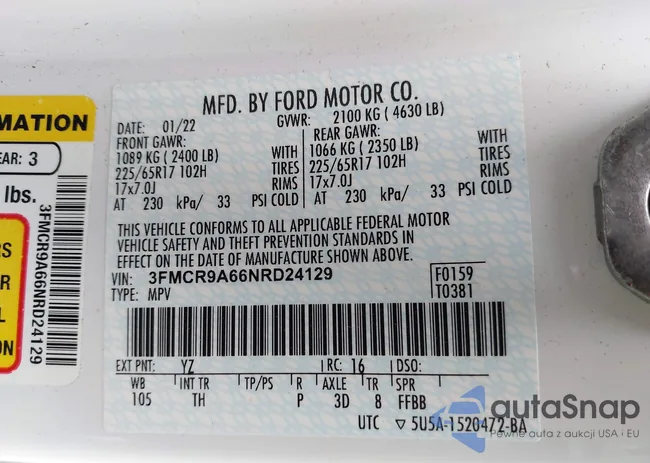 MFD. BY FORD MOTOR CO.
DATE: 01/22 GVWR: 2100 KG ( 4630 LB)
FRONT GAWR: REAR GAWR: WITH
1089 KG ( 2400 LB) WITH 1066 KG ( 2350 LB) TIRES
225/65R17 102H TIRES 225/65R17 102H RIMS
17x7.0J RIMS 17x7.0J
AT 230 kPa/ 33 PSI COLD AT 230 kPa/ 33 PSI COLD
THIS VEHICLE CONFORMS TO ALL APPLICABLE FEDERAL MOTOR
VEHICLE SAFETY AND THEFT PREVENTION STANDARDS IN
EFFECT ON THE DATE OF MANUFACTURE SHOWN ABOVE.
VIN: 3FMCR9A66NRD24129 F0159
TYPE: MPV T0381
EXT PNT: YZ RC: 16 DSO:
WB INT TR TP/PS R AXLE TR SPR
105 TH P 3D 8 FFBB
UTC ▽ 5U5A-1520472-BA
MATION
EAR: 3
lbs.
RS
ER
L
ON
3FMCR9A66NRD24129
autaSnap
Pewne auta z aukcji USA i EU